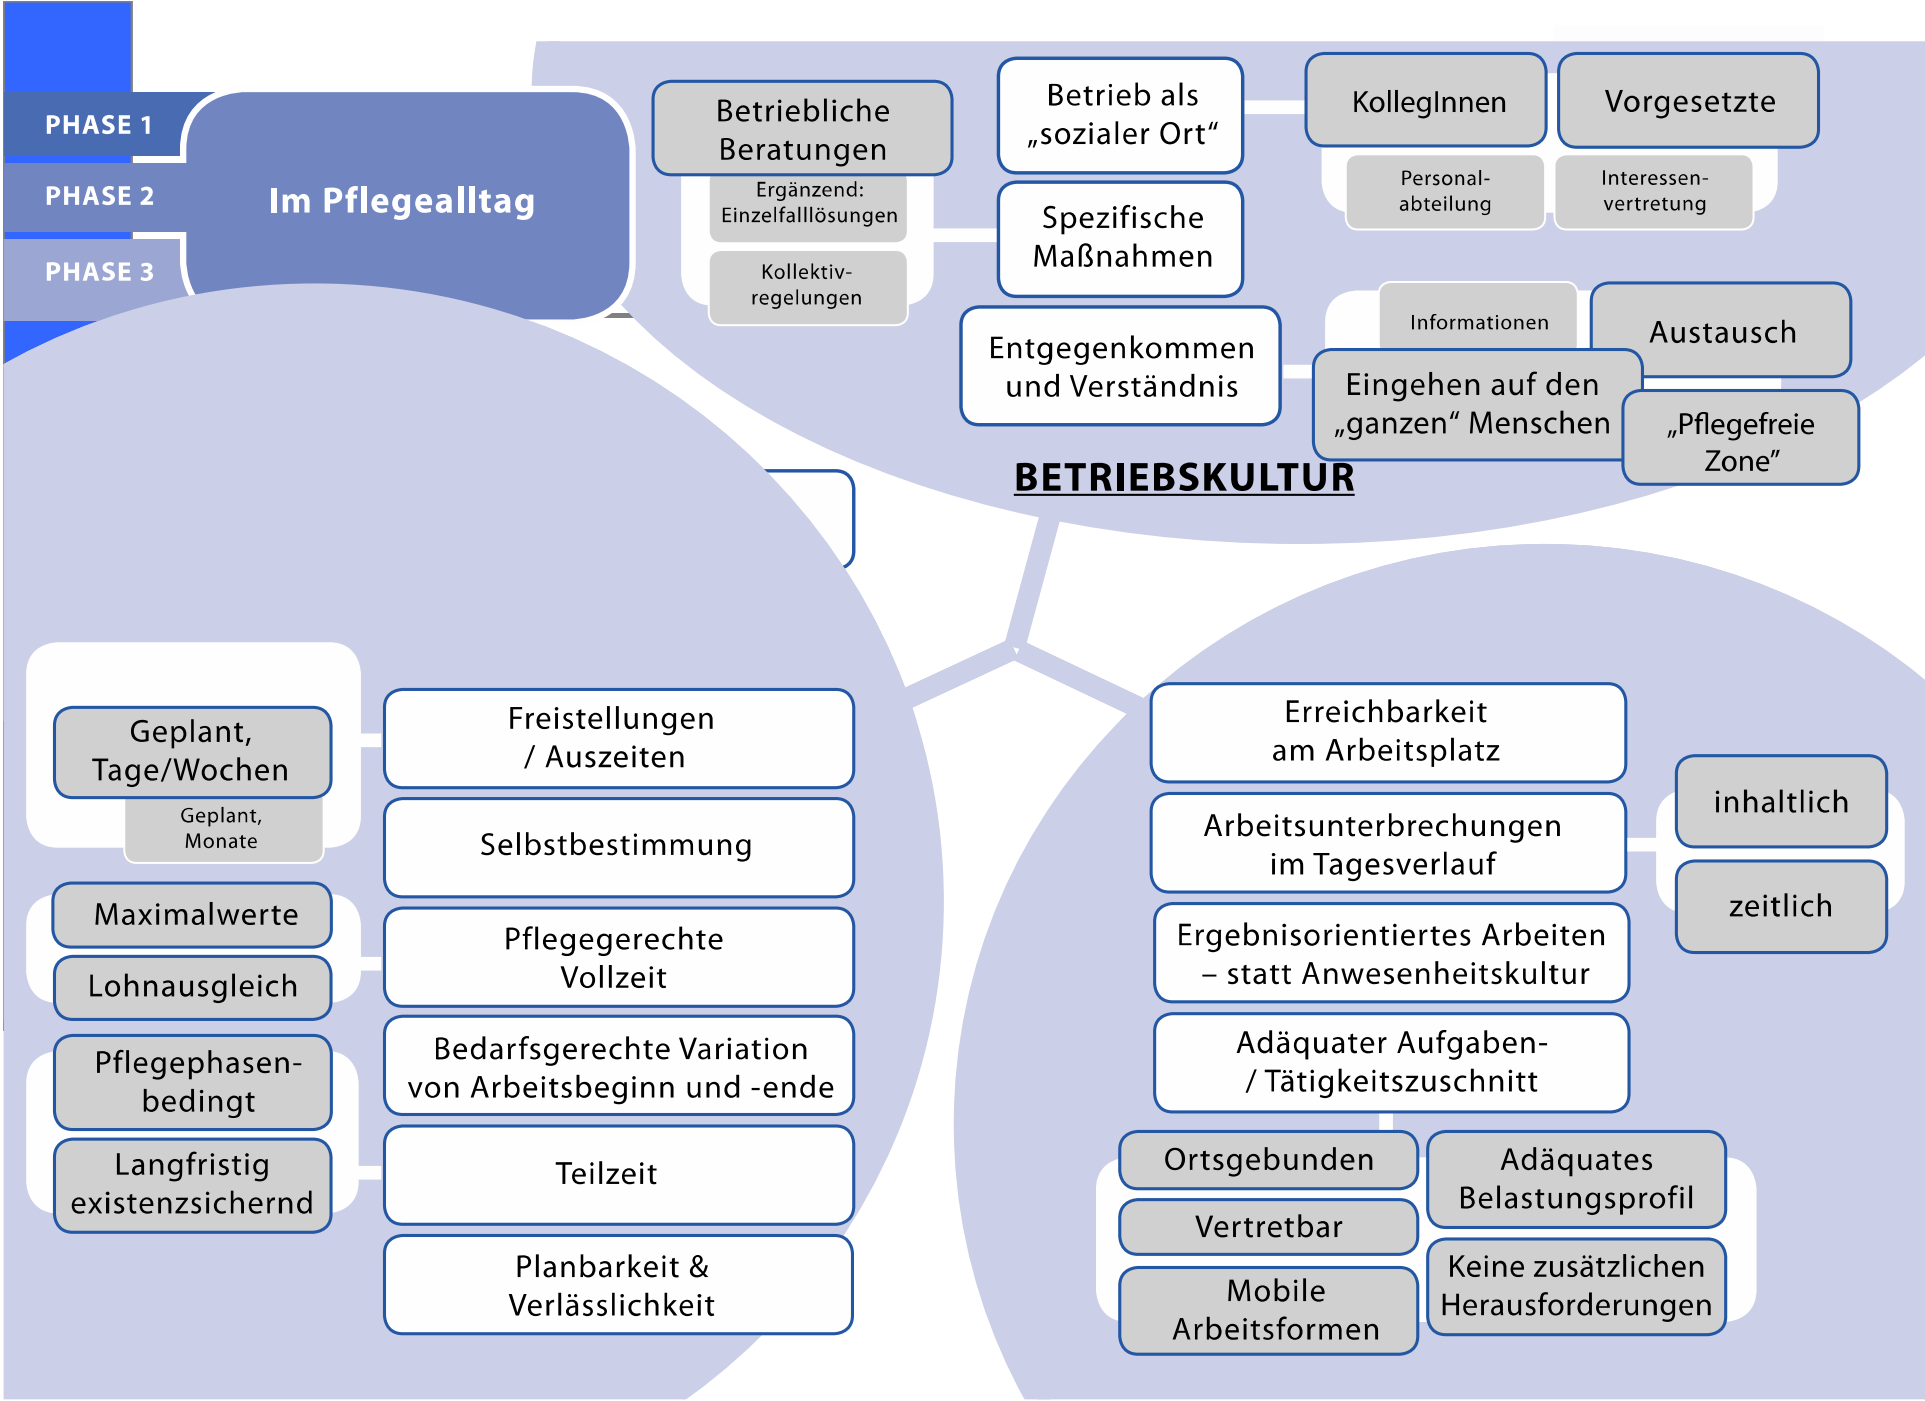 PHASE 1
PHASE 2
PHASE 3
Im Pflegealltag
Betriebliche
Beratungen
Ergänzend:
Einzelfalllösungen
Kollektiv-
regelungen
Betrieb als
„sozialer Ort“
Spezifische
Maßnahmen
Entgegenkommen
und Verständnis
KollegInnen
Vorgesetzte
Personal-
abteilung
Interessen-
vertretung
Informationen
Austausch
Eingehen auf den
„ganzen“ Menschen
„Pflegefreie
Zone”
BETRIEBSKULTUR
Geplant,
Tage/Wochen
Geplant,
Monate
Maximalwerte
Lohnausgleich
Pflegephasen-
bedingt
Langfristig
existenzsichernd
Freistellungen
/ Auszeiten
Selbstbestimmung
Pflegegerechte
Vollzeit
Bedarfsgerechte Variation
von Arbeitsbeginn und -ende
Teilzeit
Planbarkeit &
Verlässlichkeit
Erreichbarkeit
am Arbeitsplatz
Arbeitsunterbrechungen
im Tagesverlauf
Ergebnisorientiertes Arbeiten
– statt Anwesenheitskultur
Adäquater Aufgaben-
/ Tätigkeitszuschnitt
inhaltlich
zeitlich
Ortsgebunden
Vertretbar
Mobile
Arbeitsformen
Adäquates
Belastungsprofil
Keine zusätzlichen
Herausforderungen